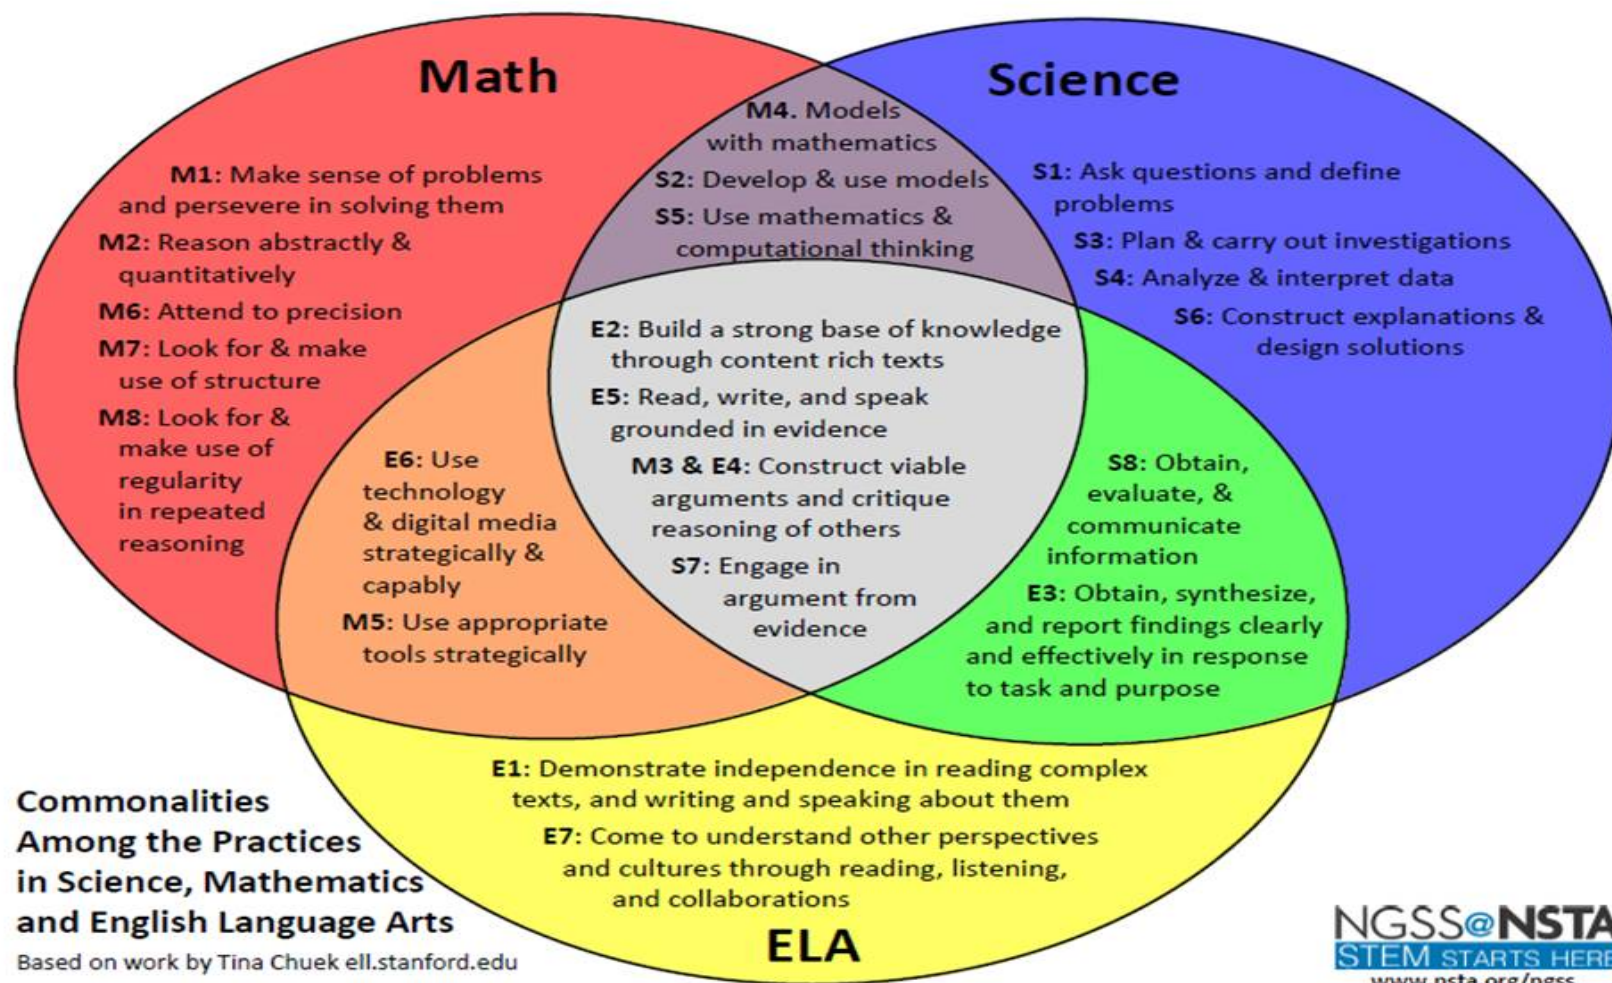 Math
Science
M4. Models
with mathematics
S2: Develop & use models
S5: Use mathematics &
computational thinking
M1: Make sense of problems
and persevere in solving them
M2: Reason abstractly &
quantitatively
M6: Attend to precision
M7: Look for & make
use of structure
M8: Look for &
make use of
regularity
in repeated
reasoning
S1: Ask questions and define
problems
S3: Plan & carry out investigations
S4: Analyze & interpret data
S6: Construct explanations &
design solutions
E2: Build a strong base of knowledge
through content rich texts
E5: Read, write, and speak
grounded in evidence
M3 & E4: Construct viable
arguments and critique
reasoning of others
S7: Engage in
argument from
evidence
E6: Use
technology
& digital media
strategically &
capably
M5: Use appropriate
tools strategically
S8: Obtain,
evaluate, &
communicate
information
E3: Obtain, synthesize,
and report findings clearly
and effectively in response
to task and purpose
E1: Demonstrate independence in reading complex
texts, and writing and speaking about them
E7: Come to understand other perspectives
and cultures through reading, listening,
and collaborations
ELA
Commonalities
Among the Practices
in Science, Mathematics
and English Language Arts
Based on work by Tina Chuek ell.stanford.edu
NGSS@NSTA
STEM STARTS HERE
www.nsta.org/ngss